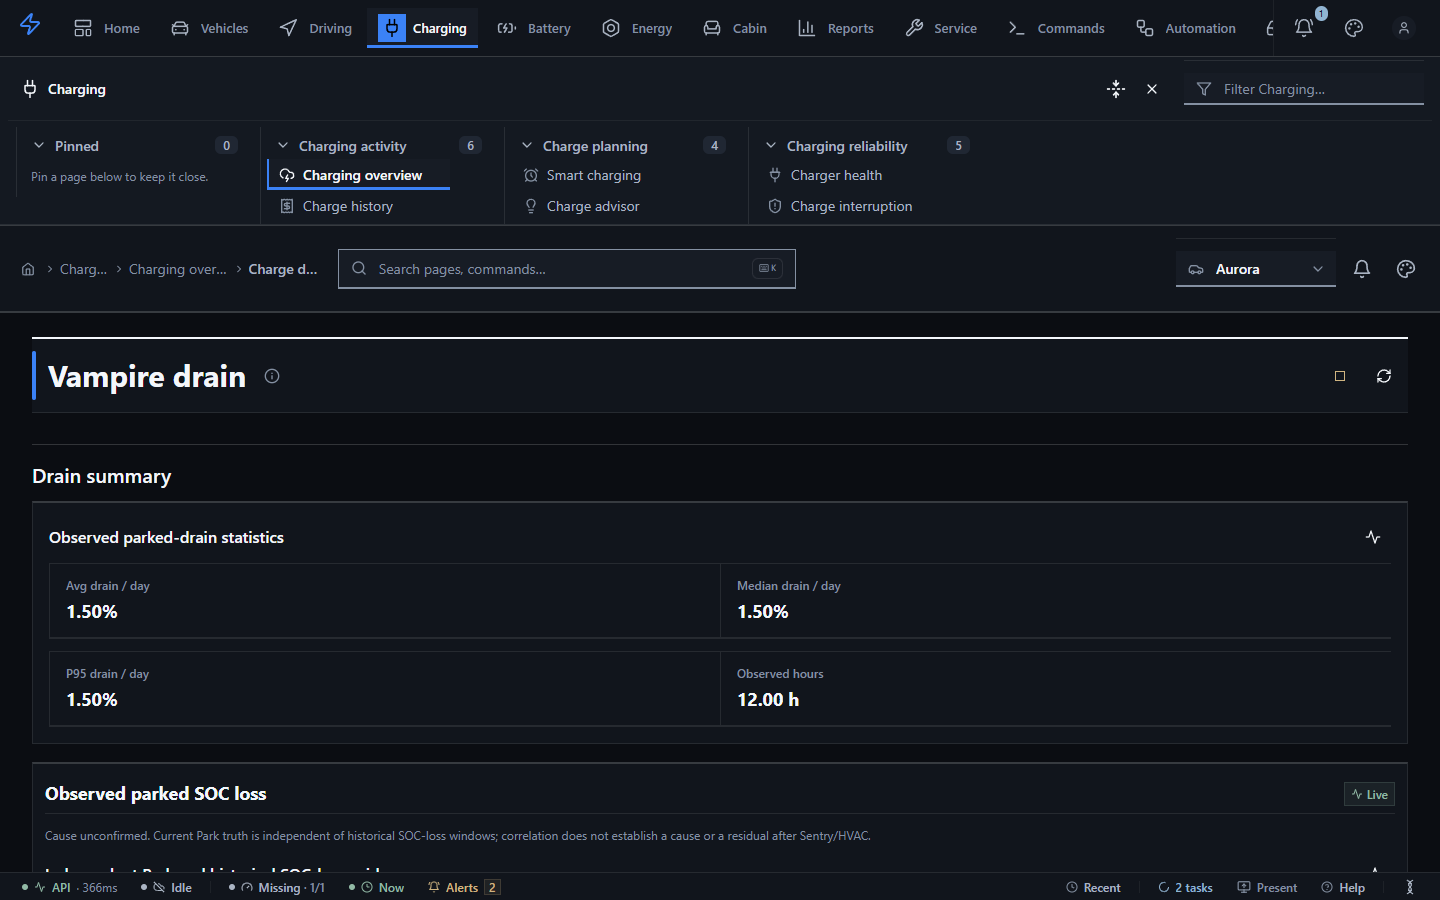 Home
Vehicles
Driving
Charging
Battery
Energy
Cabin
Reports
Service
Commands
Automation
1
Charging
Filter Charging...
Pinned 0
Pin a page below to keep it close.
Charging activity 6
Charging overview
Charge history
Charge planning 4
Smart charging
Charge advisor
Charging reliability 5
Charger health
Charge interruption
Charg... > Charging over... > Charge d...
Search pages, commands... K
Aurora
Vampire drain
Drain summary
Observed parked-drain statistics
Avg drain / day
1.50%
Median drain / day
1.50%
P95 drain / day
1.50%
Observed hours
12.00 h
Observed parked SOC loss
Live
Cause unconfirmed. Current Park truth is independent of historical SOC-loss windows; correlation does not establish a cause or a residual after Sentry/HVAC.
API · 366ms
Idle
Missing · 1/1
Now
Alerts 2
Recent
2 tasks
Present
Help